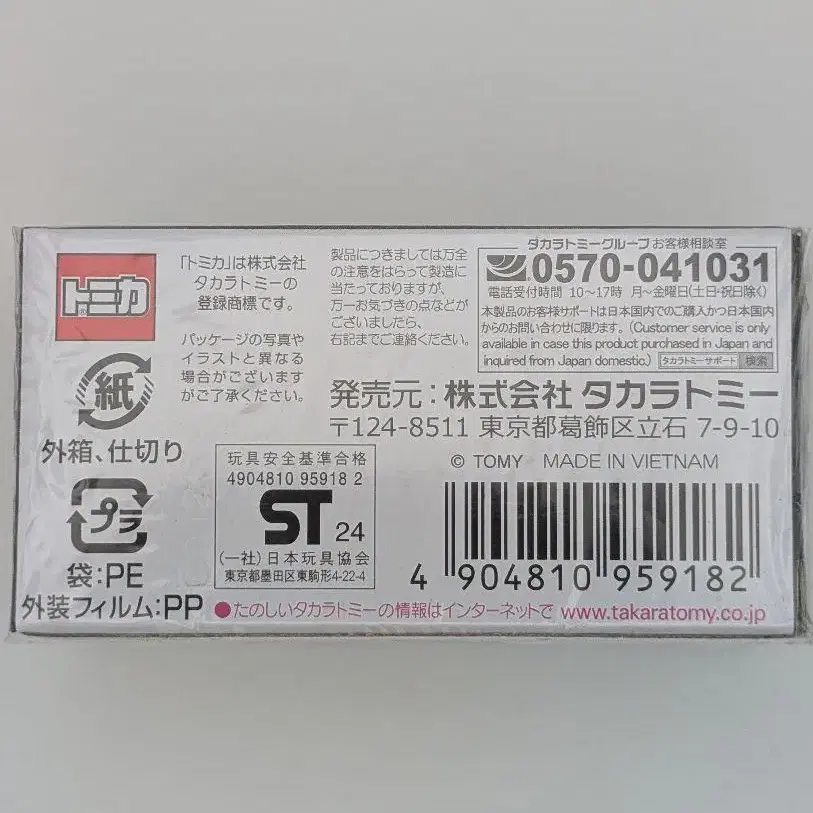 トミカ
「トミカ」は株式会社
タカラトミーの
登録商標です。
パッケージの写真や
イラストと異なる
場合がございます
がご了承ください。
製品につきましては万全
の注意をはらって製造に
当たっておりますが、
万一お気づきの点などが
ございましたら、
右記までご連絡ください。
タカラトミーグループお客様相談室
0570-041031
電話受付時間 10〜17時 月〜金曜日(土日・祝日除く)
本製品のお客様サポートは日本国内でのご購入かつ日本国内
からのお問い合わせに限ります。(Customer service is only
available in case this product purchased in Japan and
inquired from Japan domestic.) タカラトミーサポート 検索
発売元：株式会社 タカラトミー
〒124-8511 東京都葛飾区立石 7-9-10
© TOMY MADE IN VIETNAM
紙
外箱、仕切り
プラ
袋：PE
外装フィルム：PP
玩具安全基準合格
4904810 95918 2
ST 24
(一社)日本玩具協会
東京都墨田区東駒形4-22-4
4 904810 959182
●たのしいタカラトミーの情報はインターネットで www.takaratomy.co.jp